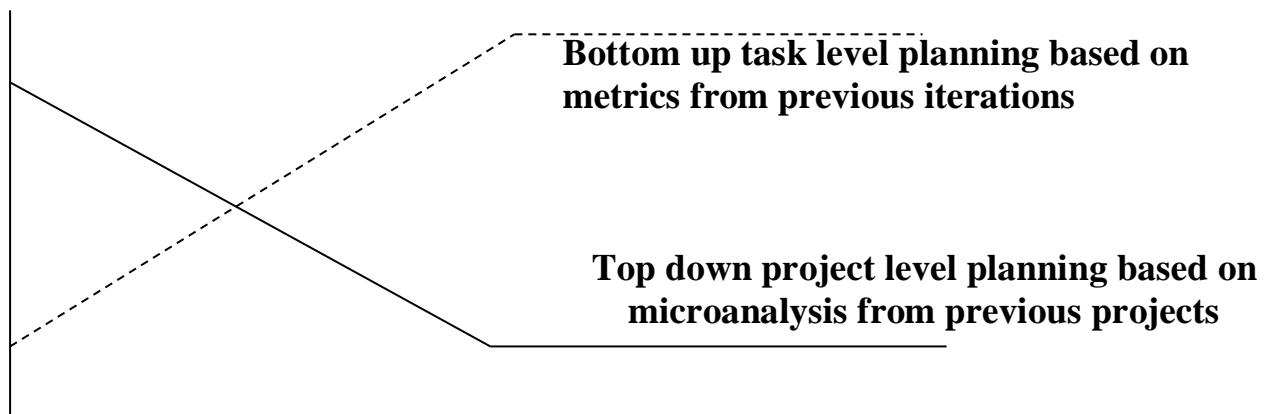 Bottom up task level planning based on
metrics from previous iterations
Top down project level planning based on
microanalysis from previous projects